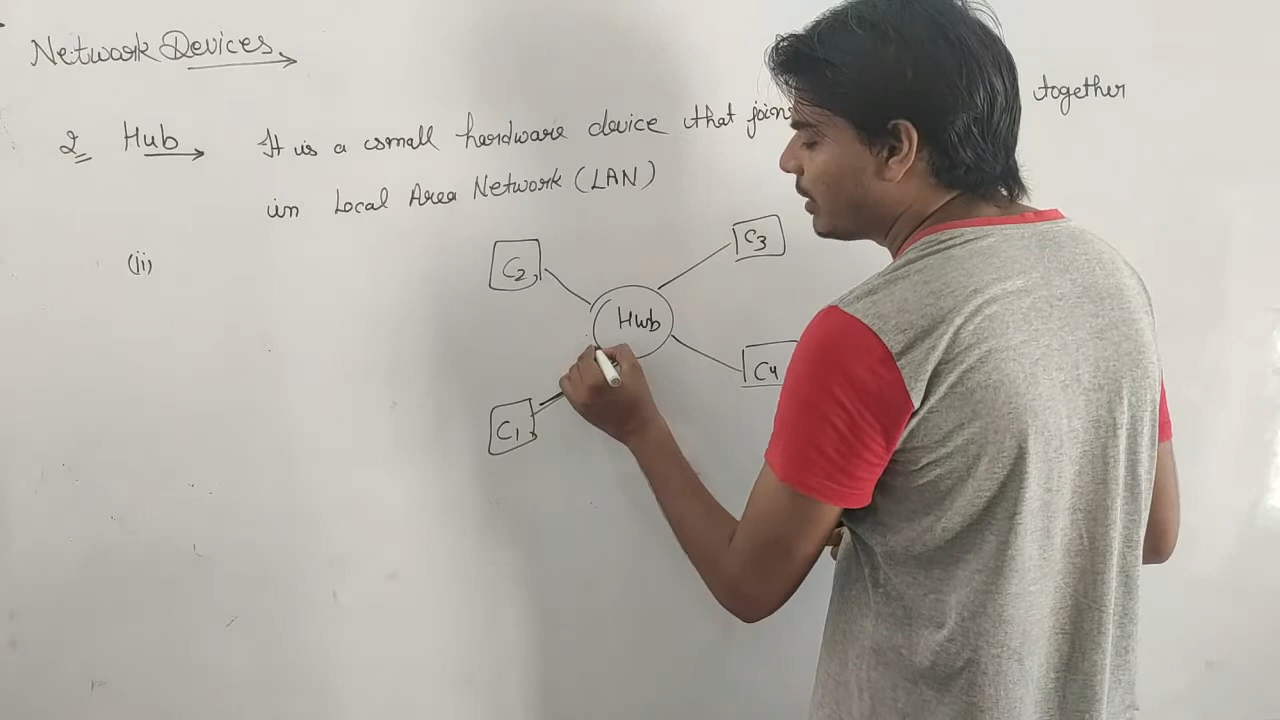 Network Devices
2 Hub It is a small hardware device that joins together
in Local Area Network (LAN)
(ii)
C2 C3
Hub
C4
C1